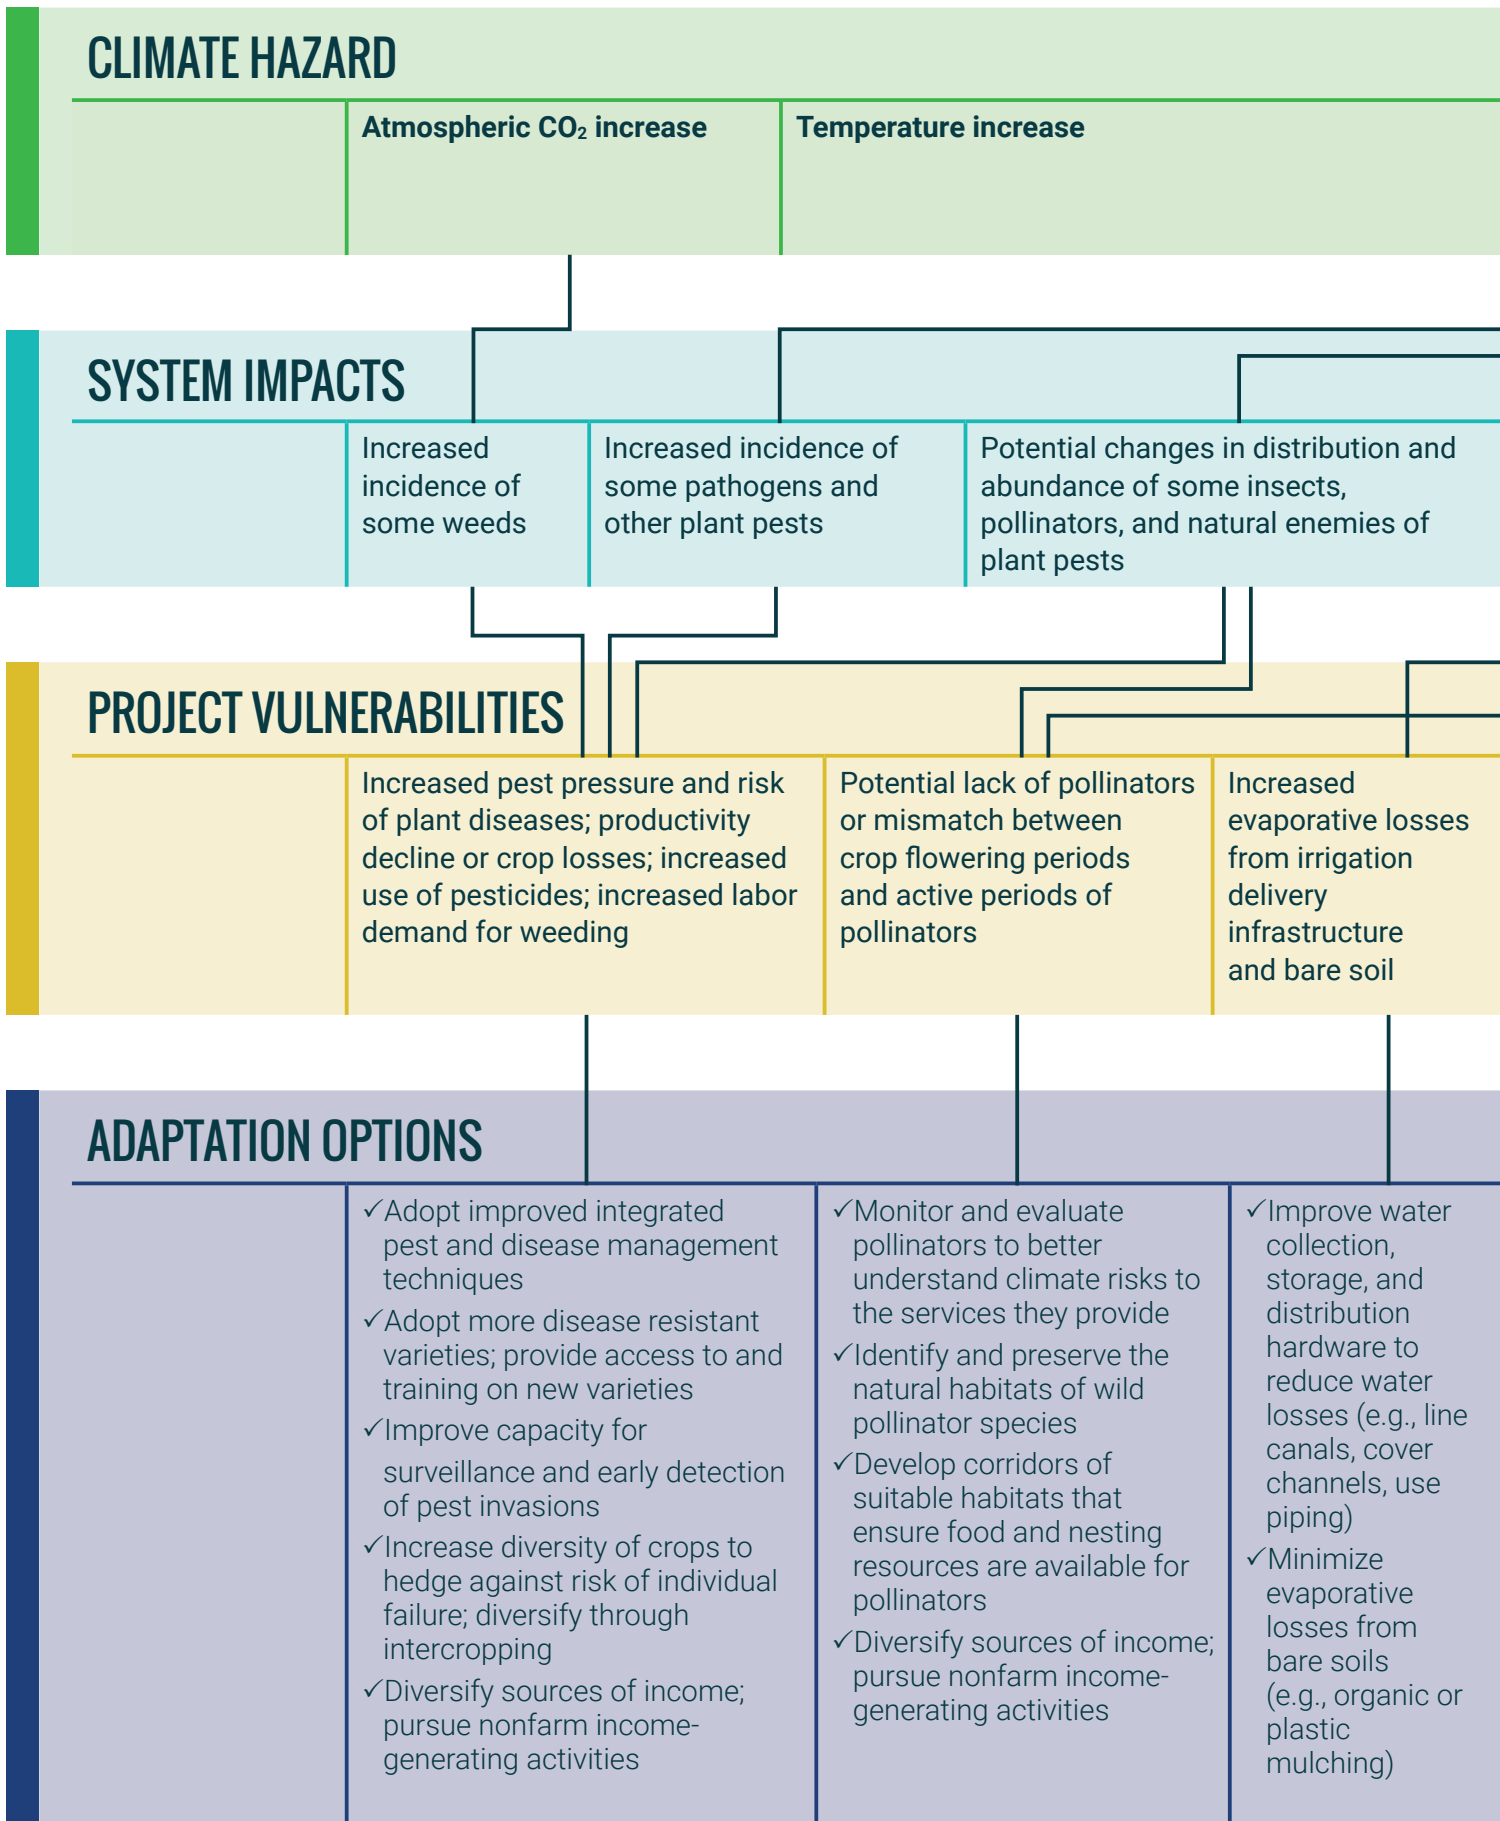 CLIMATE HAZARD
Atmospheric CO₂ increase
Temperature increase
SYSTEM IMPACTS
Increased
incidence of
some weeds
Increased incidence of
some pathogens and
other plant pests
Potential changes in distribution and
abundance of some insects,
pollinators, and natural enemies of
plant pests
PROJECT VULNERABILITIES
Increased pest pressure and risk
of plant diseases; productivity
decline or crop losses; increased
use of pesticides; increased labor
demand for weeding
Potential lack of pollinators
or mismatch between
crop flowering periods
and active periods of
pollinators
Increased
evaporative losses
from irrigation
delivery
infrastructure
and bare soil
ADAPTATION OPTIONS
✓Adopt improved integrated
pest and disease management
techniques
✓Adopt more disease resistant
varieties; provide access to and
training on new varieties
✓Improve capacity for
surveillance and early detection
of pest invasions
✓Increase diversity of crops to
hedge against risk of individual
failure; diversify through
intercropping
✓Diversify sources of income;
pursue nonfarm income-
generating activities
✓Monitor and evaluate
pollinators to better
understand climate risks to
the services they provide
✓Identify and preserve the
natural habitats of wild
pollinator species
✓Develop corridors of
suitable habitats that
ensure food and nesting
resources are available for
pollinators
✓Diversify sources of income;
pursue nonfarm income-
generating activities
✓Improve water
collection,
storage, and
distribution
hardware to
reduce water
losses (e.g., line
canals, cover
channels, use
piping)
✓Minimize
evaporative
losses from
bare soils
(e.g., organic or
plastic
mulching)